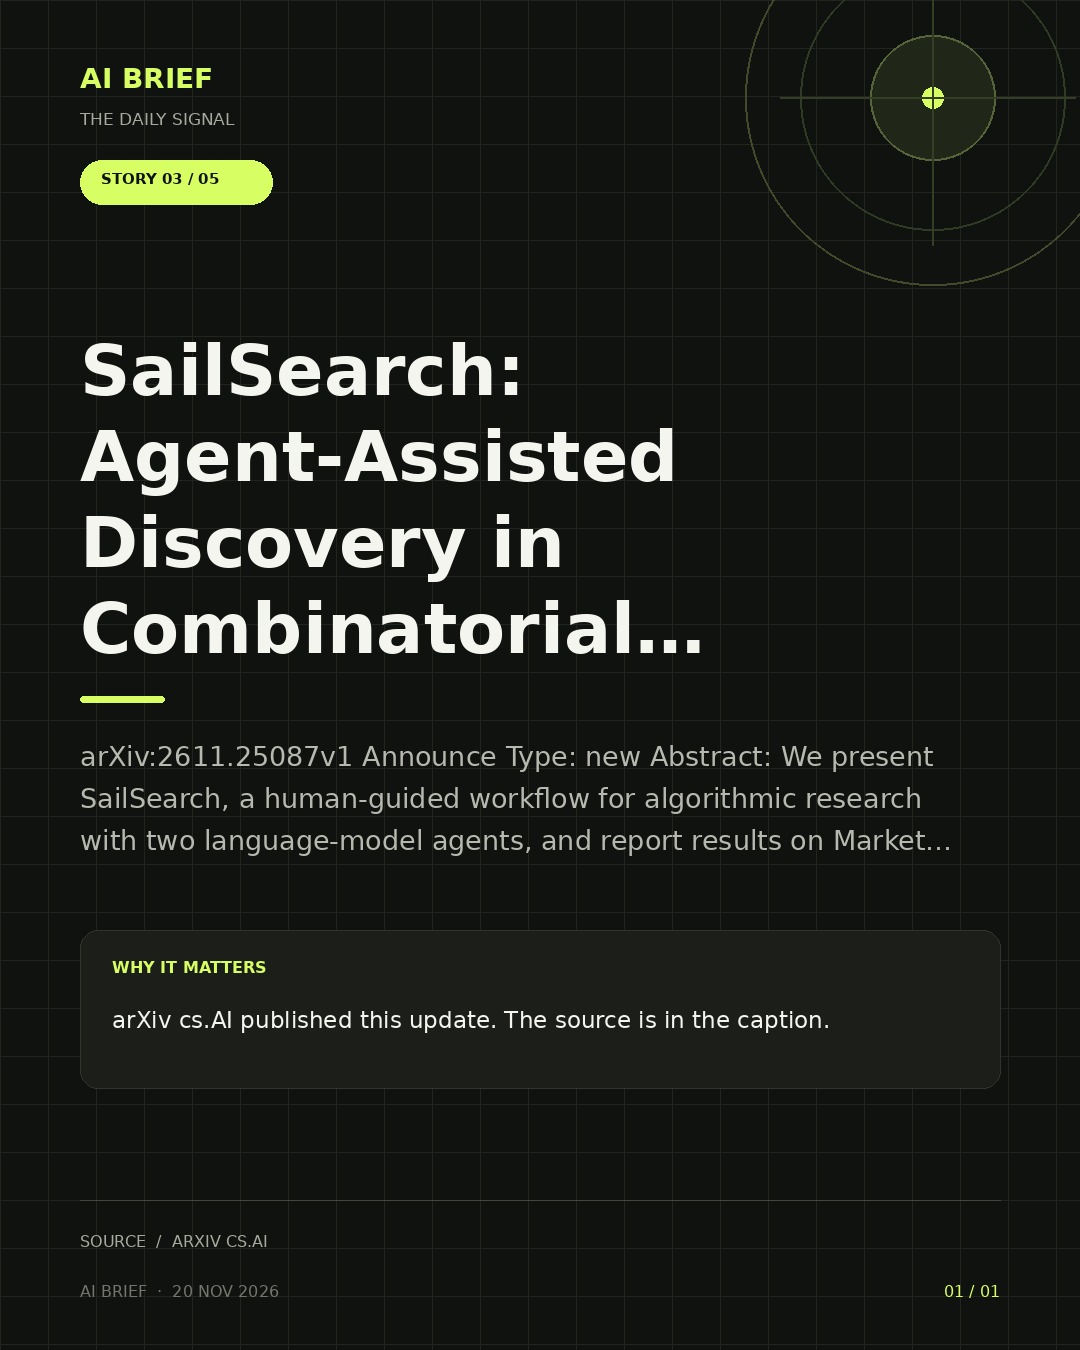 AI BRIEF
THE DAILY SIGNAL
STORY 03 / 05
SailSearch:
Agent-Assisted
Discovery in
Combinatorial…
arXiv:2611.25087v1 Announce Type: new Abstract: We present
SailSearch, a human-guided workflow for algorithmic research
with two language-model agents, and report results on Market…
WHY IT MATTERS
arXiv cs.AI published this update. The source is in the caption.
SOURCE / ARXIV CS.AI
AI BRIEF · 20 NOV 2026
01 / 01